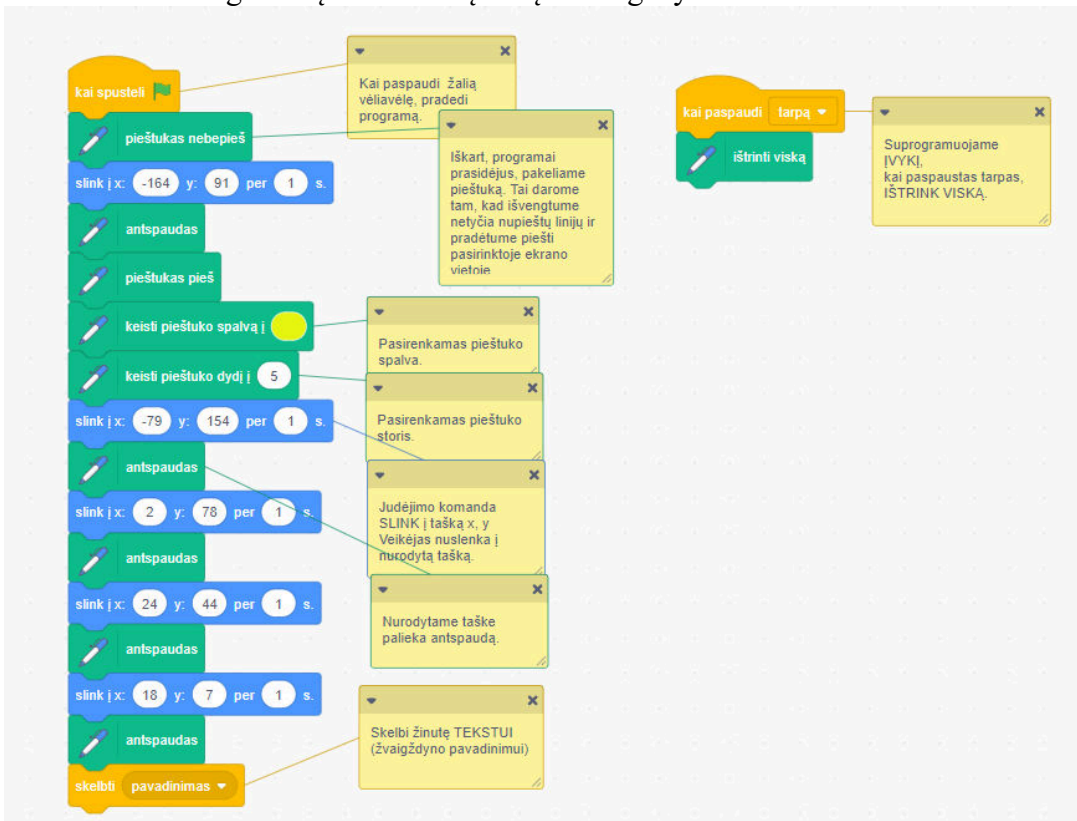 kai spusteli
pieštukas nebepieš
slink į x: -164 y: 91 per 1 s.
antspaudas
pieštukas pieš
keisti pieštuko spalvą į
keisti pieštuko dydį į 5
slink į x: -79 y: 154 per 1 s.
antspaudas
slink į x: 2 y: 78 per 1 s.
antspaudas
slink į x: 24 y: 44 per 1 s.
antspaudas
slink į x: 18 y: 7 per 1 s.
antspaudas
skelbti pavadinimas
Kai paspaudi žalią
vėliavėlę, pradedi
programą.
Iškart, programai
prasidėjus, pakeliame
pieštuką. Tai darome
tam, kad išvengtume
netyčia nupieštų linijų ir
pradėtume piešti
pasirinktoje ekrano
vietoje
Pasirenkamas pieštuko
spalva.
Pasirenkamas pieštuko
storis.
Judėjimo komanda
SLINK į tašką x, y
Veikėjas nuslenka į
nurodytą tašką.
Nurodytame taške
palieka antspaudą.
Skelbi žinutę TEKSTUI
(žvaigždyno pavadinimui)
kai paspaudi tarpą
ištrinti viską
Suprogramuojame
ĮVYKĮ,
kai paspaustas tarpas,
IŠTRINK VISKĄ.